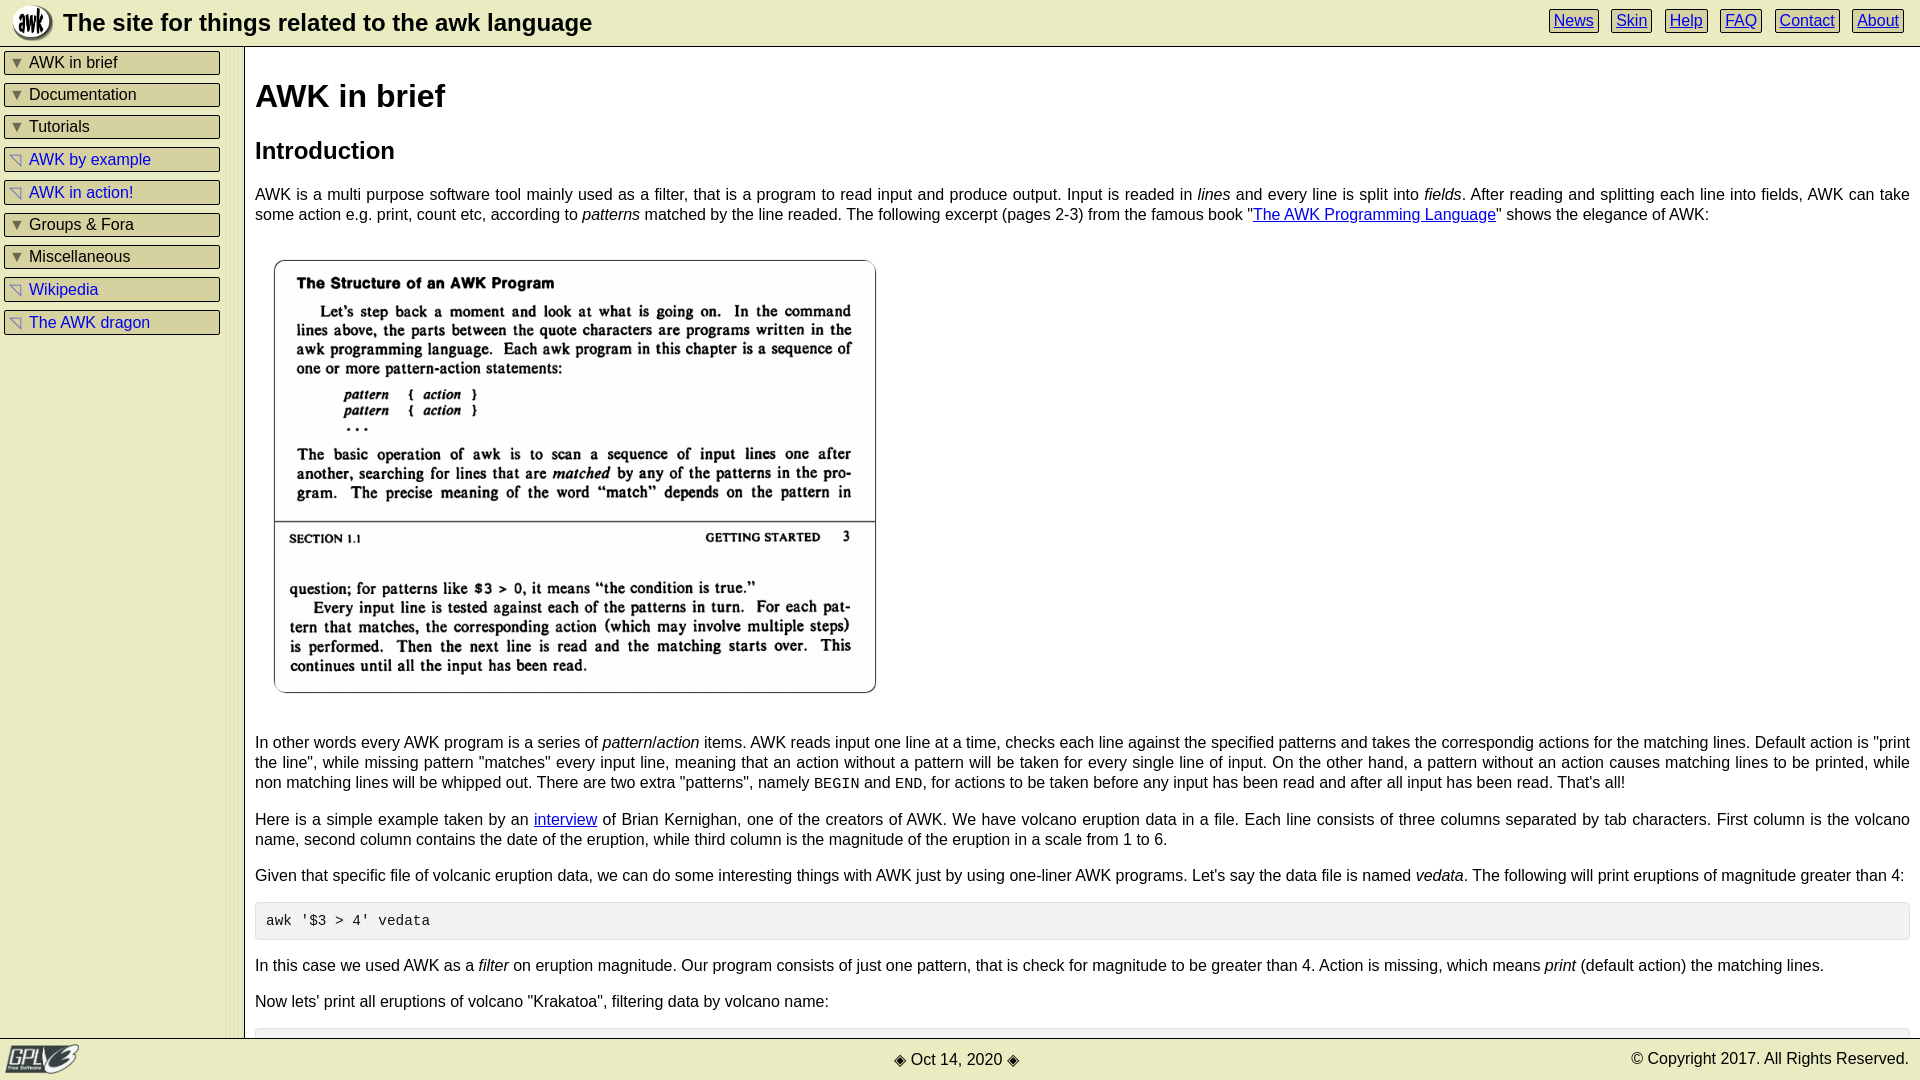 awk The site for things related to the awk language
News Skin Help FAQ Contact About
▼ AWK in brief
▼ Documentation
▼ Tutorials
AWK by example
AWK in action!
▼ Groups & Fora
▼ Miscellaneous
Wikipedia
The AWK dragon
AWK in brief
Introduction
AWK is a multi purpose software tool mainly used as a filter, that is a program to read input and produce output. Input is readed in lines and every line is split into fields. After reading and splitting each line into fields, AWK can take
some action e.g. print, count etc, according to patterns matched by the line readed. The following excerpt (pages 2-3) from the famous book "The AWK Programming Language" shows the elegance of AWK:
The Structure of an AWK Program
Let's step back a moment and look at what is going on. In the command
lines above, the parts between the quote characters are programs written in the
awk programming language. Each awk program in this chapter is a sequence of
one or more pattern-action statements:
pattern { action }
pattern { action }
...
The basic operation of awk is to scan a sequence of input lines one after
another, searching for lines that are matched by any of the patterns in the pro-
gram. The precise meaning of the word “match” depends on the pattern in
SECTION 1.1 GETTING STARTED 3
question; for patterns like $3 > 0, it means “the condition is true.”
Every input line is tested against each of the patterns in turn. For each pat-
tern that matches, the corresponding action (which may involve multiple steps)
is performed. Then the next line is read and the matching starts over. This
continues until all the input has been read.
In other words every AWK program is a series of pattern/action items. AWK reads input one line at a time, checks each line against the specified patterns and takes the correspondig actions for the matching lines. Default action is "print
the line", while missing pattern "matches" every input line, meaning that an action without a pattern will be taken for every single line of input. On the other hand, a pattern without an action causes matching lines to be printed, while
non matching lines will be whipped out. There are two extra "patterns", namely BEGIN and END, for actions to be taken before any input has been read and after all input has been read. That's all!
Here is a simple example taken by an interview of Brian Kernighan, one of the creators of AWK. We have volcano eruption data in a file. Each line consists of three columns separated by tab characters. First column is the volcano
name, second column contains the date of the eruption, while third column is the magnitude of the eruption in a scale from 1 to 6.
Given that specific file of volcanic eruption data, we can do some interesting things with AWK just by using one-liner AWK programs. Let's say the data file is named vedata. The following will print eruptions of magnitude greater than 4:
awk '$3 > 4' vedata
In this case we used AWK as a filter on eruption magnitude. Our program consists of just one pattern, that is check for magnitude to be greater than 4. Action is missing, which means print (default action) the matching lines.
Now lets' print all eruptions of volcano "Krakatoa", filtering data by volcano name:
GPLv3 Free Software
◈ Oct 14, 2020 ◈
© Copyright 2017. All Rights Reserved.